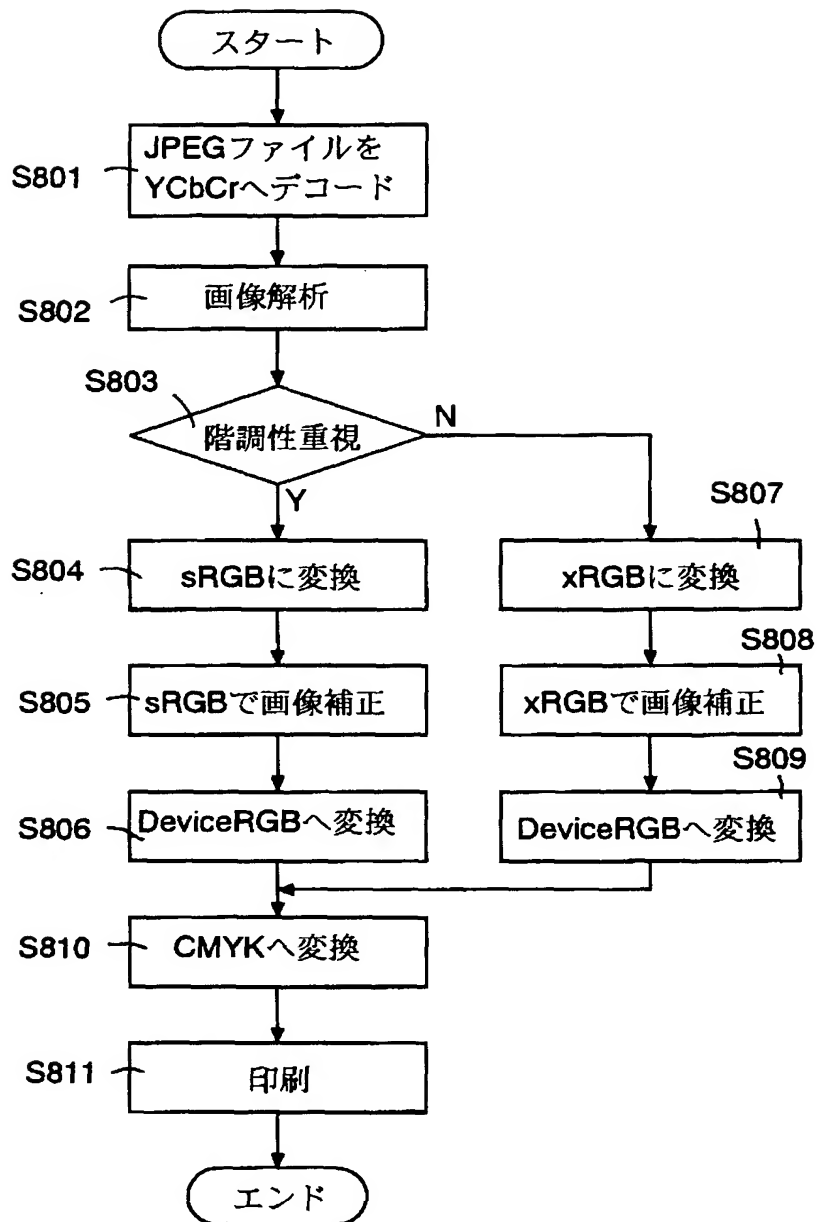 スタート
S801
JPEGファイルを
YCbCrへデコード
S802
画像解析
S803
階調性重視
N
Y
S804
sRGBに変換
S807
xRGBに変換
S805
sRGBで画像補正
S808
xRGBで画像補正
S806
DeviceRGBへ変換
S809
DeviceRGBへ変換
S810
CMYKへ変換
S811
印刷
エンド